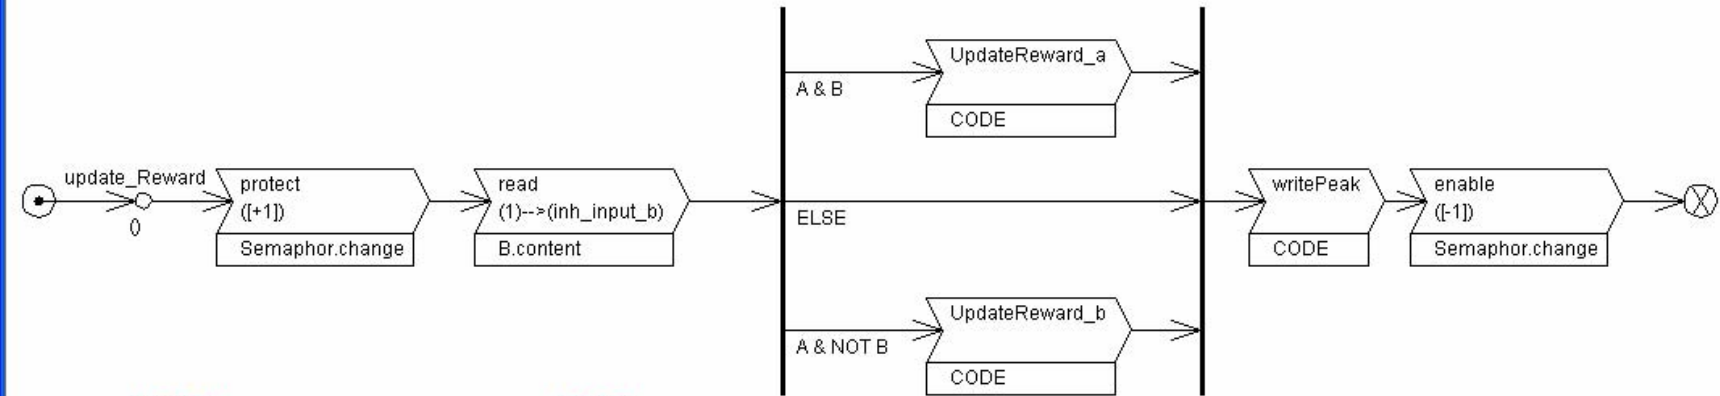 update_Reward
0
protect
([+1])
Semaphor.change
read
(1)-->(inh_input_b)
B.content
A & B
UpdateReward_a
CODE
ELSE
A & NOT B
UpdateReward_b
CODE
writePeak
CODE
enable
([-1])
Semaphor.change